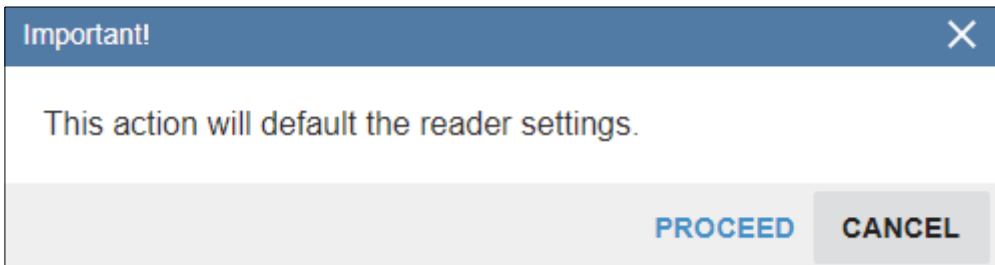 Important!
This action will default the reader settings.
PROCEED CANCEL